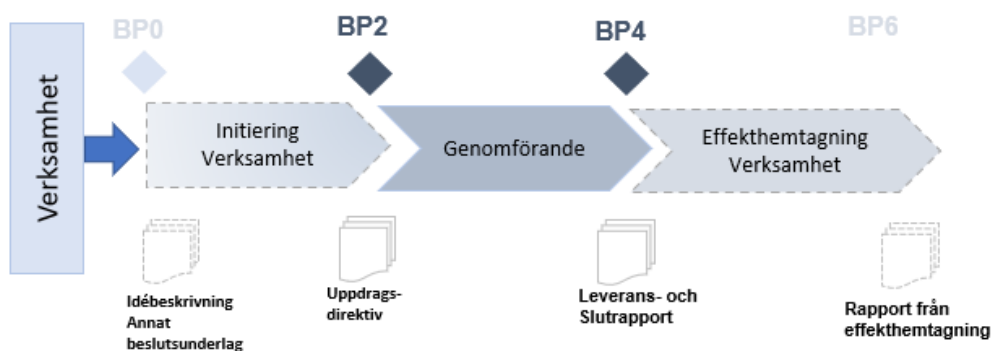 Verksamhet
BP0
BP2
BP4
BP6
Initiering
Verksamhet
Genomförande
Effekthemtagning
Verksamhet
Idébeskrivning
Annat
beslutsunderlag
Uppdrags-
direktiv
Leverans- och
Slutrapport
Rapport från
effekthemtagning